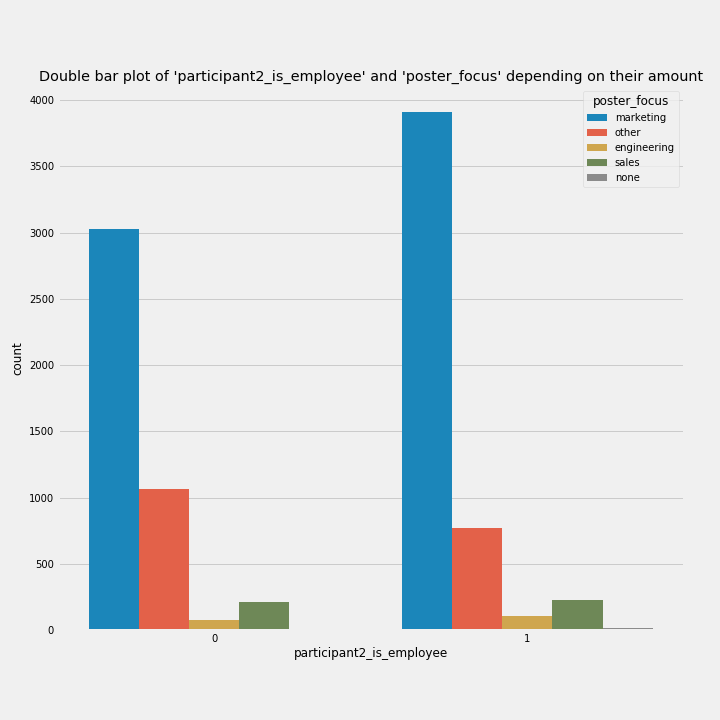 Double bar plot of 'participant2_is_employee' and 'poster_focus' depending on their amount
poster_focus
marketing
other
engineering
sales
none
4000
3500
3000
2500
2000
1500
1000
500
0
count
0
1
participant2_is_employee